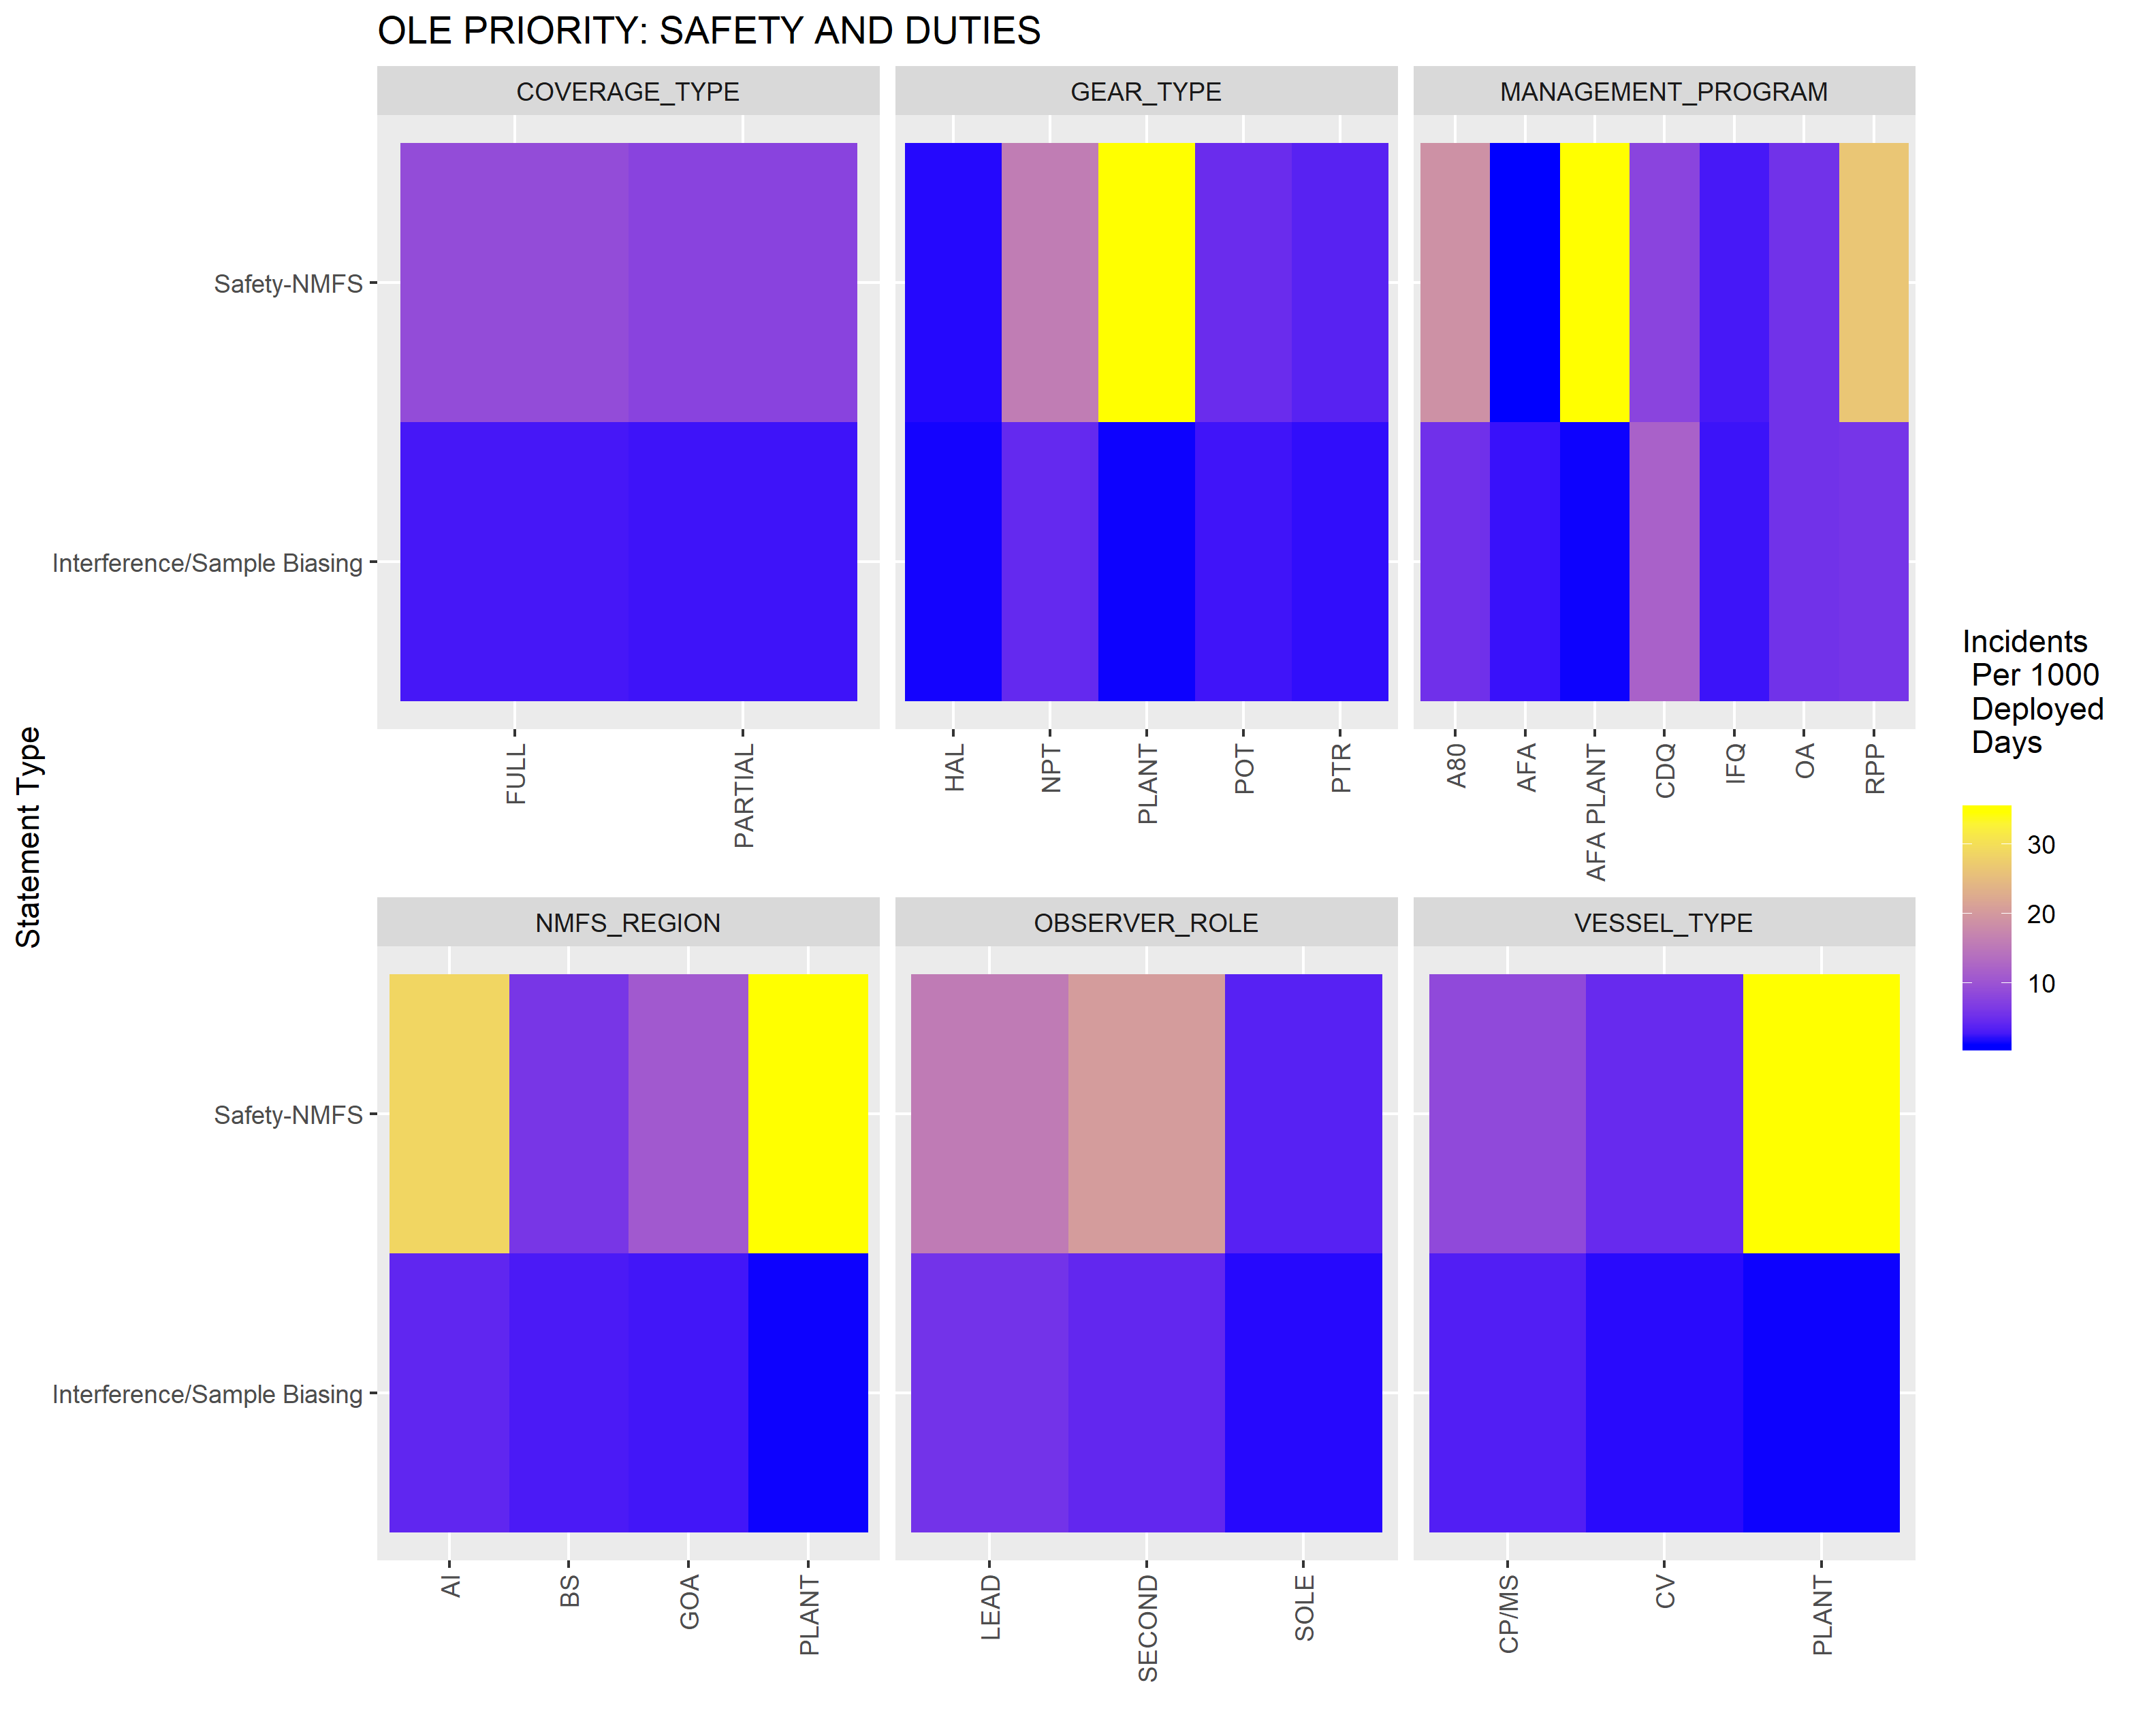 OLE PRIORITY: SAFETY AND DUTIES
COVERAGE_TYPE
GEAR_TYPE
MANAGEMENT_PROGRAM
Safety-NMFS
Interference/Sample Biasing
FULL
PARTIAL
HAL
NPT
PLANT
POT
PTR
A80
AFA
AFA PLANT
CDQ
IFQ
OA
RPP
Statement Type
NMFS_REGION
OBSERVER_ROLE
VESSEL_TYPE
Safety-NMFS
Interference/Sample Biasing
AI
BS
GOA
PLANT
LEAD
SECOND
SOLE
CP/MS
CV
PLANT
Incidents
Per 1000
Deployed
Days
30
20
10